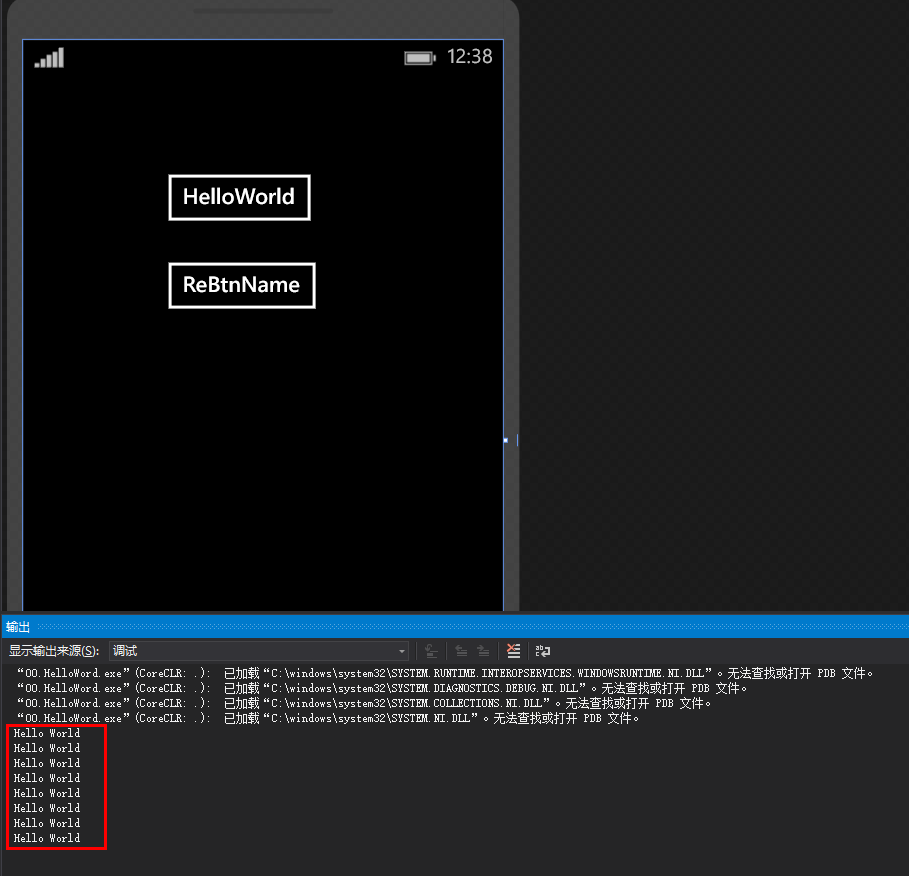 12:38
HelloWorld
ReBtnName
输出
显示输出来源(S): 调试
“OO.HelloWord.exe”(CoreCLR: .): 已加载“C:\windows\system32\SYSTEM.RUNTIME.INTEROPSERVICES.WINDOWSRUNTIME.NI.DLL”。无法查找或打开 PDB 文件。
“OO.HelloWord.exe”(CoreCLR: .): 已加载“C:\windows\system32\SYSTEM.DIAGNOSTICS.DEBUG.NI.DLL”。无法查找或打开 PDB 文件。
“OO.HelloWord.exe”(CoreCLR: .): 已加载“C:\windows\system32\SYSTEM.COLLECTIONS.NI.DLL”。无法查找或打开 PDB 文件。
“OO.HelloWord.exe”(CoreCLR: .): 已加载“C:\windows\system32\SYSTEM.NI.DLL”。无法查找或打开 PDB 文件。
Hello World
Hello World
Hello World
Hello World
Hello World
Hello World
Hello World
Hello World